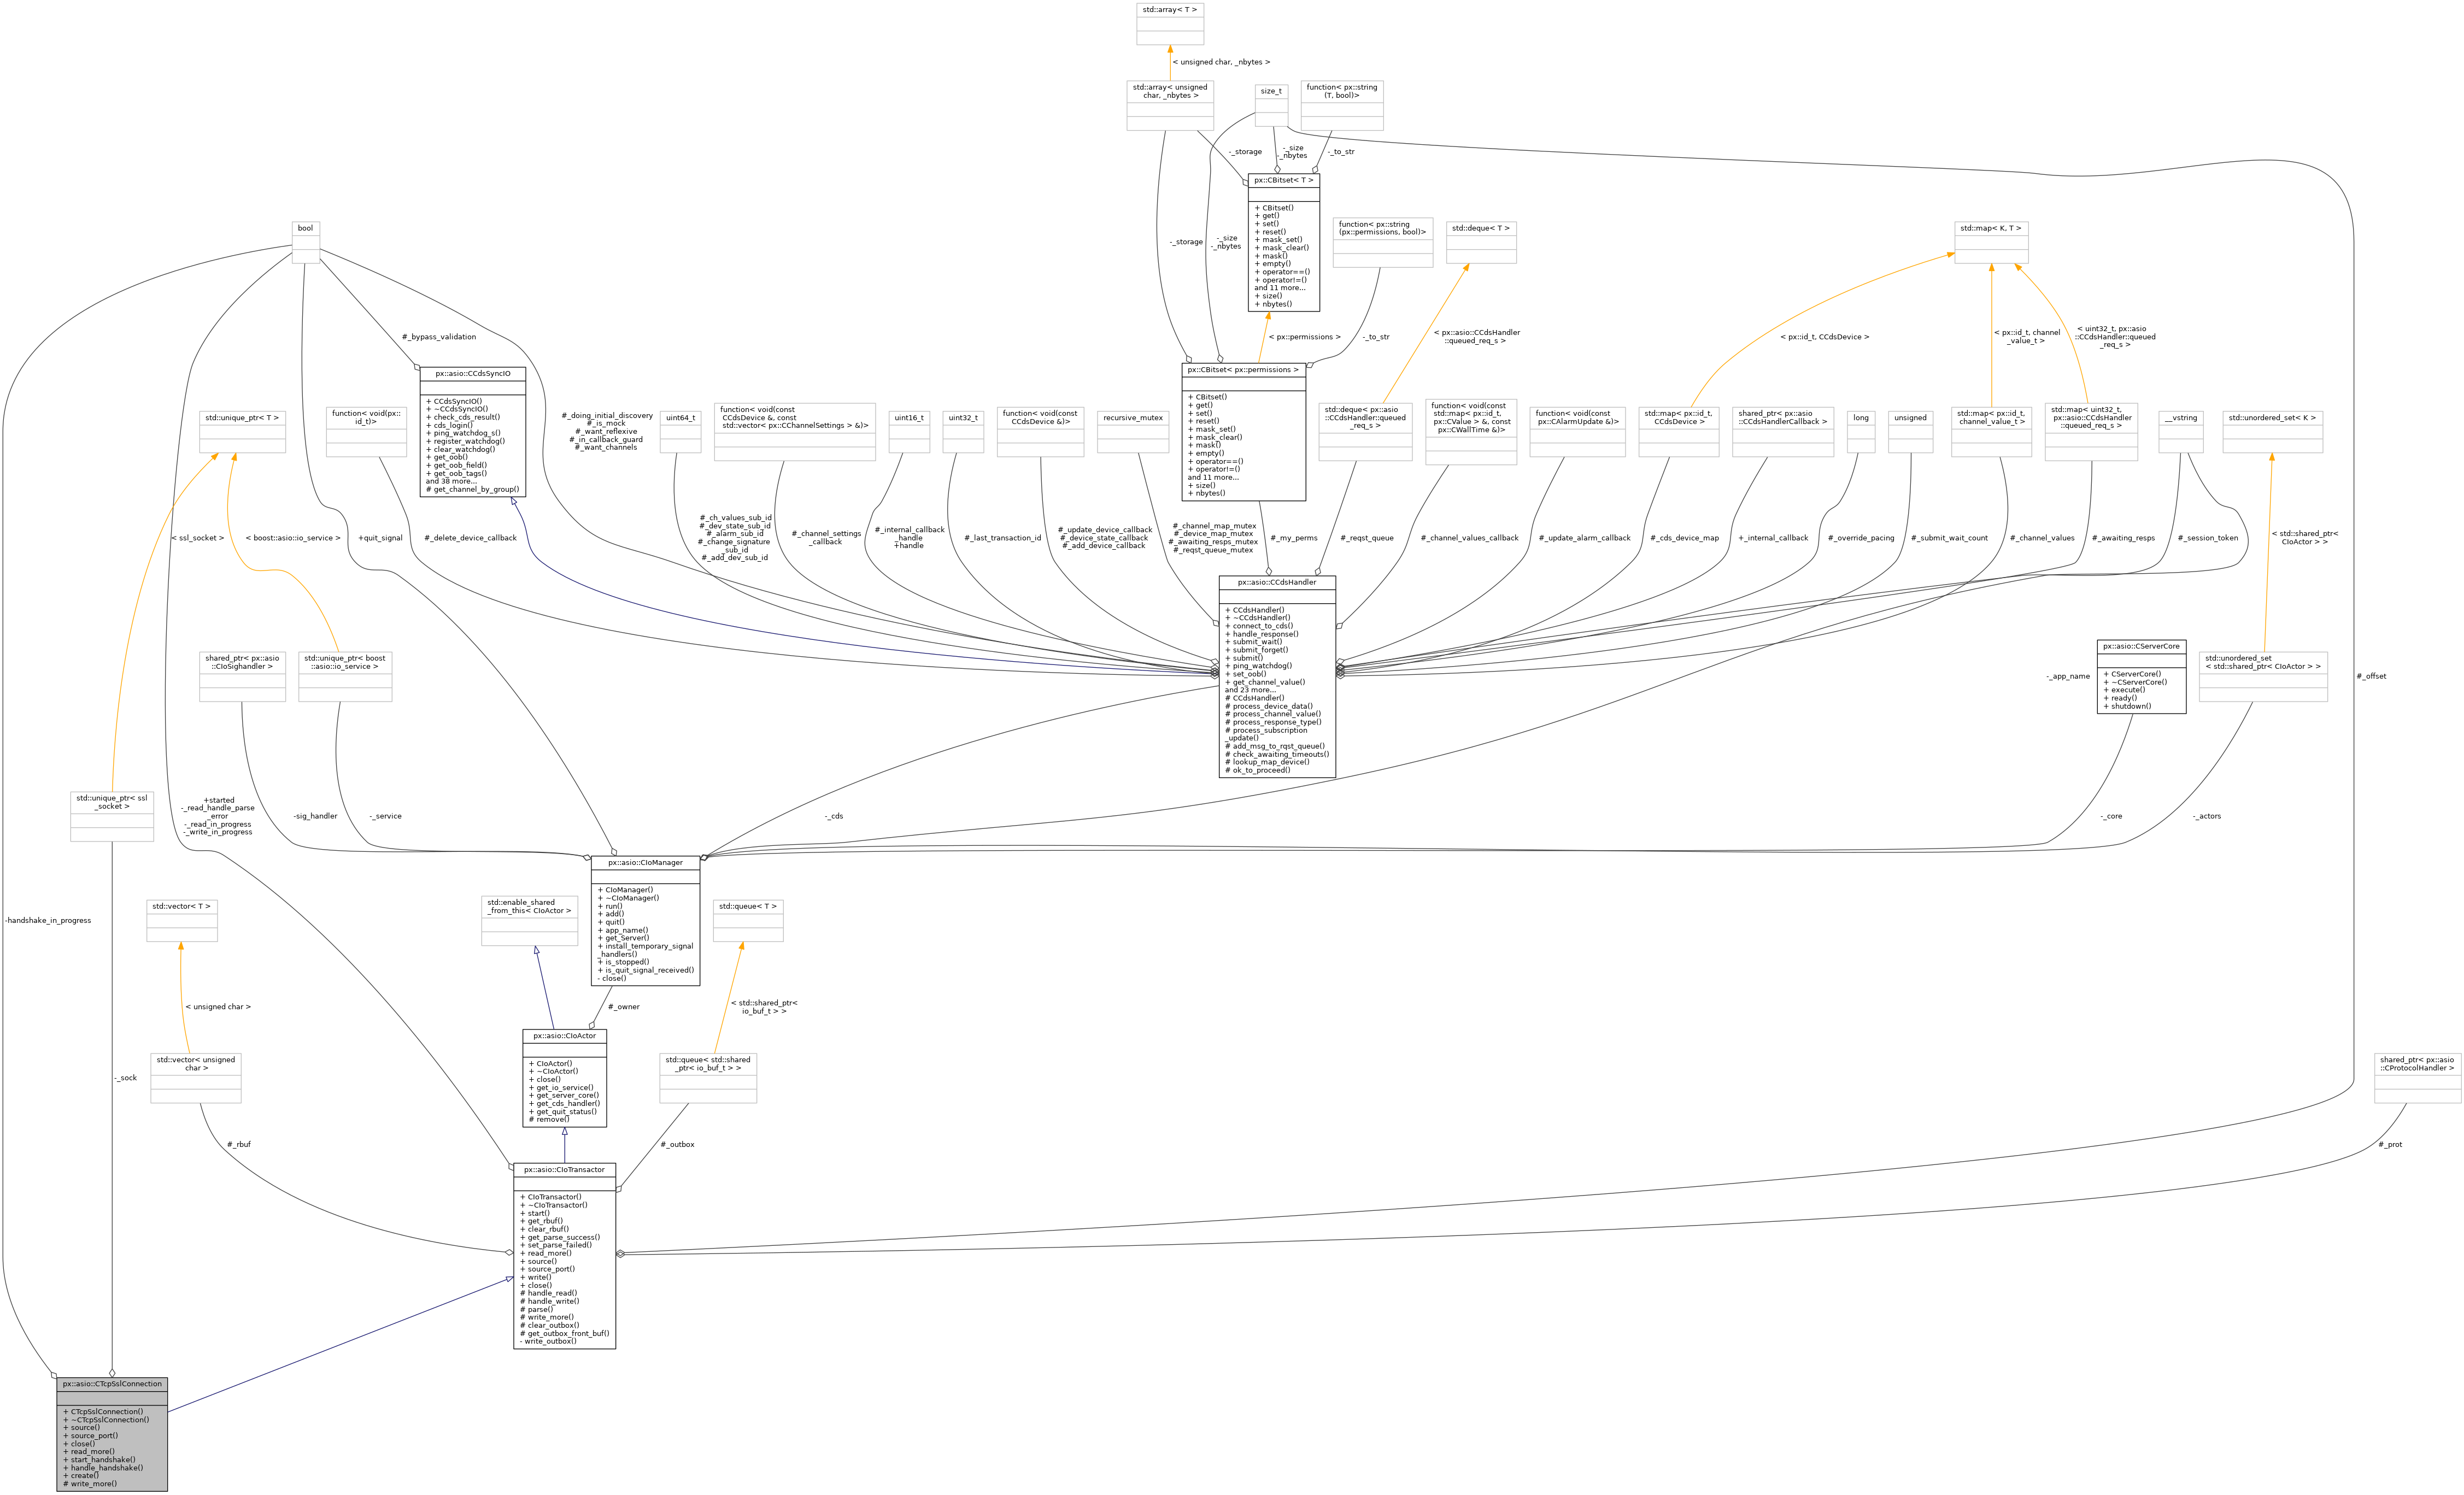 std::array< T >
< unsigned char, _nbytes >
std::array< unsigned
char, _nbytes >
size_t
function< px::string
(T, bool)>
-_storage
-_size
-_nbytes
-_to_str
px::CBitset< T >
+ CBitset()
+ get()
+ set()
+ reset()
+ mask_set()
+ mask_clear()
+ mask()
+ empty()
+ operator==()
+ operator!=()
and 11 more...
+ size()
+ nbytes()
bool
-_storage
-_size
-_nbytes
function< px::string
(px::permissions, bool)>
std::deque< T >
std::map< K, T >
#_bypass_validation
< px::permissions >
-_to_str
< px::asio::CCdsHandler
::queued_req_s >
< px::id_t, CCdsDevice >
< px::id_t, channel
_value_t >
< uint32_t, px::asio
::CCdsHandler::queued
_req_s >
px::asio::CCdsSyncIO
+ CCdsSyncIO()
+ ~CCdsSyncIO()
+ check_cds_result()
+ cds_login()
+ ping_watchdog_s()
+ register_watchdog()
+ clear_watchdog()
+ get_oob()
+ get_oob_field()
+ get_oob_tags()
and 38 more...
# get_channel_by_group()
px::CBitset< px::permissions >
+ CBitset()
+ get()
+ set()
+ reset()
+ mask_set()
+ mask_clear()
+ mask()
+ empty()
+ operator==()
+ operator!=()
and 11 more...
+ size()
+ nbytes()
std::unique_ptr< T >
function< void(px::
id_t)>
#_doing_initial_discovery
#_is_mock
#_want_reflexive
#_in_callback_guard
#_want_channels
uint64_t
function< void(const
CCdsDevice &, const
std::vector< px::CChannelSettings > &)>
uint16_t
uint32_t
function< void(const
CCdsDevice &)>
recursive_mutex
std::deque< px::asio
::CCdsHandler::queued
_req_s >
function< void(const
std::map< px::id_t,
px::CValue > &, const
px::CWallTime &)>
function< void(const
px::CAlarmUpdate &)>
std::map< px::id_t,
CCdsDevice >
shared_ptr< px::asio
::CCdsHandlerCallback >
long
unsigned
std::map< px::id_t,
channel_value_t >
std::map< uint32_t,
px::asio::CCdsHandler
::queued_req_s >
__vstring
std::unordered_set< K >
< ssl_socket >
< boost::asio::io_service >
+quit_signal
#_delete_device_callback
#_ch_values_sub_id
#_dev_state_sub_id
#_alarm_sub_id
#_change_signature
_sub_id
#_add_dev_sub_id
#_channel_settings
_callback
#_internal_callback
_handle
+handle
#_last_transaction_id
#_update_device_callback
#_device_state_callback
#_add_device_callback
#_channel_map_mutex
#_device_map_mutex
#_awaiting_resps_mutex
#_reqst_queue_mutex
#_my_perms
#_reqst_queue
#_channel_values_callback
#_update_alarm_callback
#_cds_device_map
+_internal_callback
#_override_pacing
#_submit_wait_count
#_channel_values
#_awaiting_resps
#_session_token
< std::shared_ptr<
CIoActor > >
px::asio::CCdsHandler
+ CCdsHandler()
+ ~CCdsHandler()
+ connect_to_cds()
+ handle_response()
+ submit_wait()
+ submit_forget()
+ submit()
+ ping_watchdog()
+ set_oob()
+ get_channel_value()
and 23 more...
# CCdsHandler()
# process_device_data()
# process_channel_value()
# process_response_type()
# process_subscription
_update()
# add_msg_to_rqst_queue()
# check_awaiting_timeouts()
# lookup_map_device()
# ok_to_proceed()
shared_ptr< px::asio
::CIoSighandler >
std::unique_ptr< boost
::asio::io_service >
-_app_name
px::asio::CServerCore
+ CServerCore()
+ ~CServerCore()
+ execute()
+ ready()
+ shutdown()
std::unordered_set
< std::shared_ptr< CIoActor > >
#_offset
std::unique_ptr< ssl
_socket >
+started
-_read_handle_parse
_error
-_read_in_progress
-_write_in_progress
-sig_handler
-_service
-_cds
-_core
-_actors
px::asio::CIoManager
+ CIoManager()
+ ~CIoManager()
+ run()
+ add()
+ quit()
+ app_name()
+ get_Server()
+ install_temporary_signal
_handlers()
+ is_stopped()
+ is_quit_signal_received()
- close()
-handshake_in_progress
std::vector< T >
std::enable_shared
_from_this< CIoActor >
std::queue< T >
< unsigned char >
#_owner
< std::shared_ptr<
io_buf_t > >
px::asio::CIoActor
+ CIoActor()
+ ~CIoActor()
+ close()
+ get_io_service()
+ get_server_core()
+ get_cds_handler()
+ get_quit_status()
# remove()
-_sock
std::vector< unsigned
char >
std::queue< std::shared
_ptr< io_buf_t > >
shared_ptr< px::asio
::CProtocolHandler >
#_rbuf
#_outbox
#_prot
px::asio::CIoTransactor
+ CIoTransactor()
+ ~CIoTransactor()
+ start()
+ get_rbuf()
+ clear_rbuf()
+ get_parse_success()
+ set_parse_failed()
+ read_more()
+ source()
+ source_port()
+ write()
+ close()
# handle_read()
# handle_write()
# parse()
# write_more()
# clear_outbox()
# get_outbox_front_buf()
- write_outbox()
px::asio::CTcpSslConnection
+ CTcpSslConnection()
+ ~CTcpSslConnection()
+ source()
+ source_port()
+ close()
+ read_more()
+ start_handshake()
+ handle_handshake()
+ create()
# write_more()